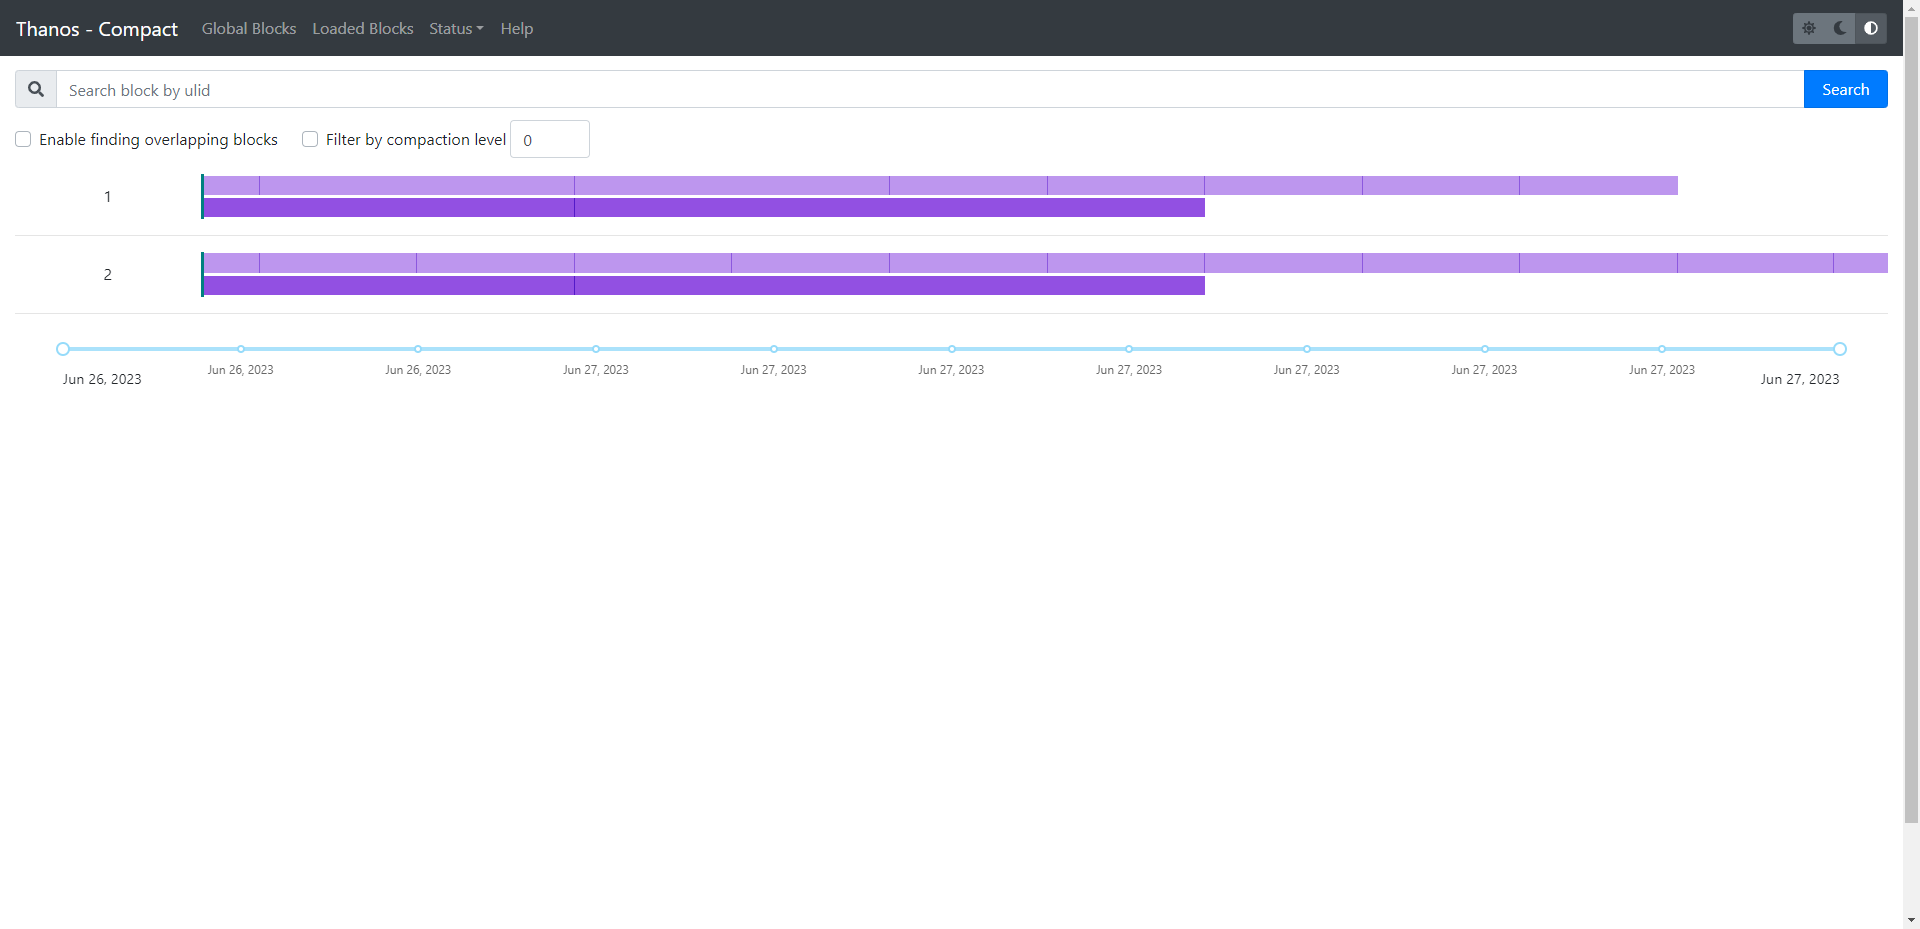 Thanos - Compact Global Blocks Loaded Blocks Status Help
Search block by ulid Search
Enable finding overlapping blocks Filter by compaction level 0
1
2
Jun 26, 2023 Jun 26, 2023 Jun 27, 2023 Jun 27, 2023 Jun 27, 2023 Jun 27, 2023 Jun 27, 2023 Jun 27, 2023 Jun 27, 2023
Jun 26, 2023 Jun 27, 2023